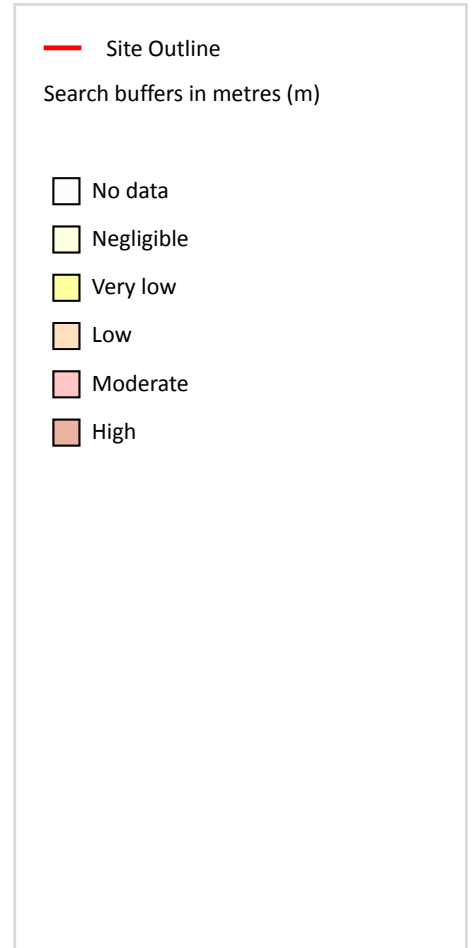 Site Outline
Search buffers in metres (m)
No data
Negligible
Very low
Low
Moderate
High